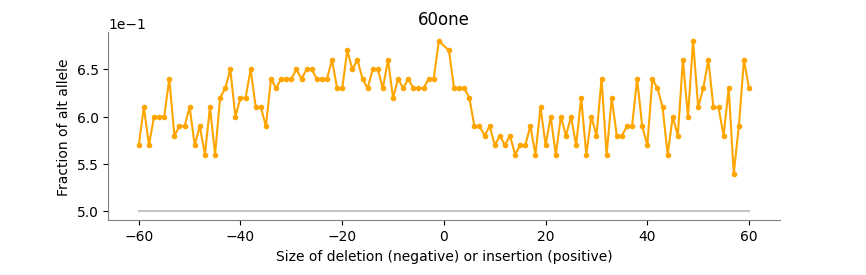 60one
1e−1
6.5
6.0
5.5
5.0
Fraction of alt allele
−60 −40 −20 0 20 40 60
Size of deletion (negative) or insertion (positive)